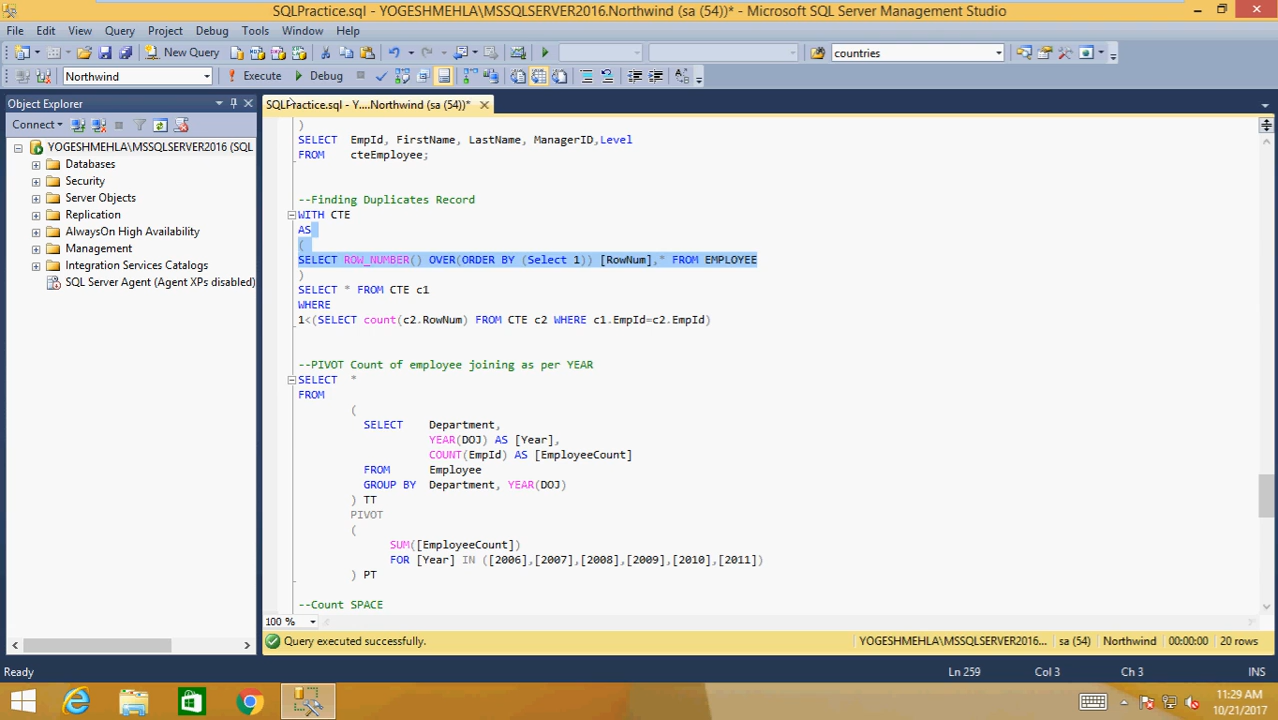 SQLPractice.sql - YOGESHMEHLA\MSSQLSERVER2016.Northwind (sa (54))* - Microsoft SQL Server Management Studio
File Edit View Query Project Debug Tools Window Help
New Query countries
Northwind Execute Debug
Object Explorer
SQLPractice.sql - Y....Northwind (sa (54))*
Connect
YOGESHMEHLA\MSSQLSERVER2016 (SQL
Databases
Security
Server Objects
Replication
AlwaysOn High Availability
Management
Integration Services Catalogs
SQL Server Agent (Agent XPs disabled)
)
SELECT EmpId, FirstName, LastName, ManagerID,Level
FROM cteEmployee;
--Finding Duplicates Record
WITH CTE
AS
(
SELECT ROW_NUMBER() OVER(ORDER BY (Select 1)) [RowNum],* FROM EMPLOYEE
)
SELECT * FROM CTE c1
WHERE
1<(SELECT count(c2.RowNum) FROM CTE c2 WHERE c1.EmpId=c2.EmpId)
--PIVOT Count of employee joining as per YEAR
SELECT *
FROM
(
SELECT Department,
YEAR(DOJ) AS [Year],
COUNT(EmpId) AS [EmployeeCount]
FROM Employee
GROUP BY Department, YEAR(DOJ)
) TT
PIVOT
(
SUM([EmployeeCount])
FOR [Year] IN ([2006],[2007],[2008],[2009],[2010],[2011])
) PT
--Count SPACE
100 %
Query executed successfully. YOGESHMEHLA\MSSQLSERVER2016... sa (54) Northwind 00:00:00 20 rows
Ready Ln 259 Col 3 Ch 3 INS
11:29 AM
10/21/2017